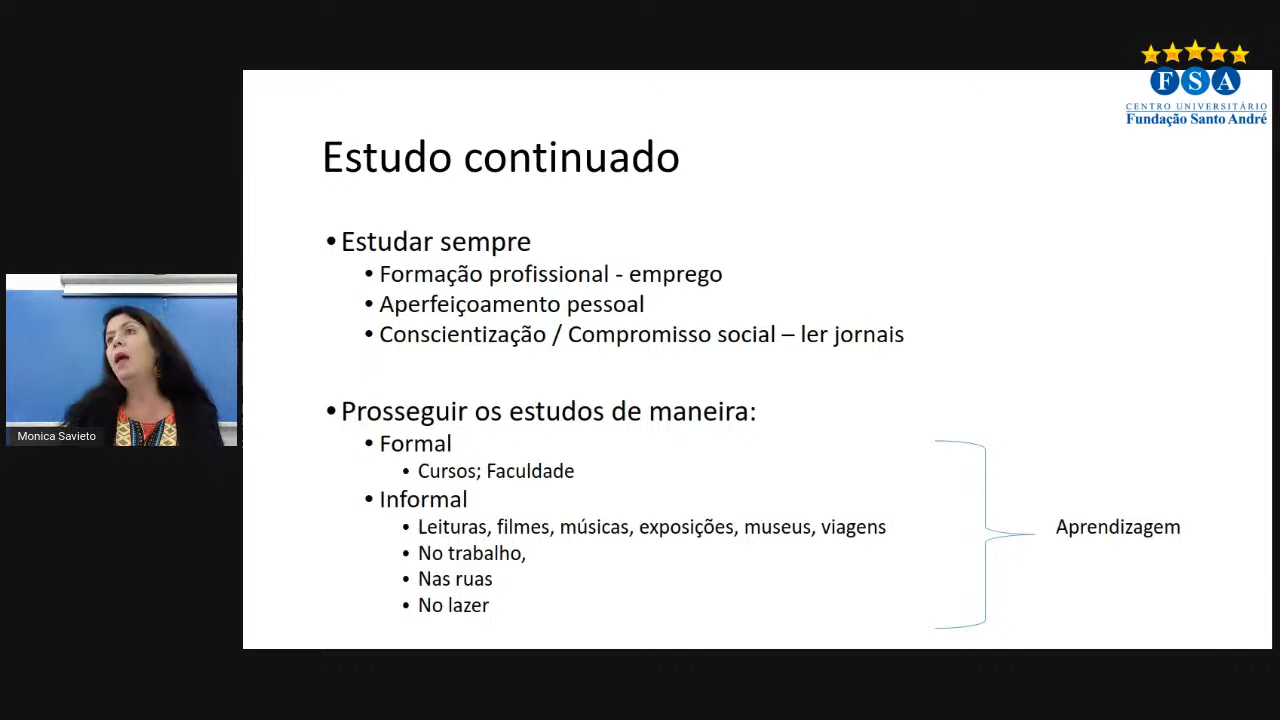 FSA
CENTRO UNIVERSITÁRIO
Fundação Santo André
Estudo continuado
• Estudar sempre
• Formação profissional - emprego
• Aperfeiçoamento pessoal
• Conscientização / Compromisso social – ler jornais
• Prosseguir os estudos de maneira:
• Formal
• Cursos; Faculdade
• Informal
• Leituras, filmes, músicas, exposições, museus, viagens
• No trabalho,
• Nas ruas
• No lazer
Aprendizagem
Monica Savieto